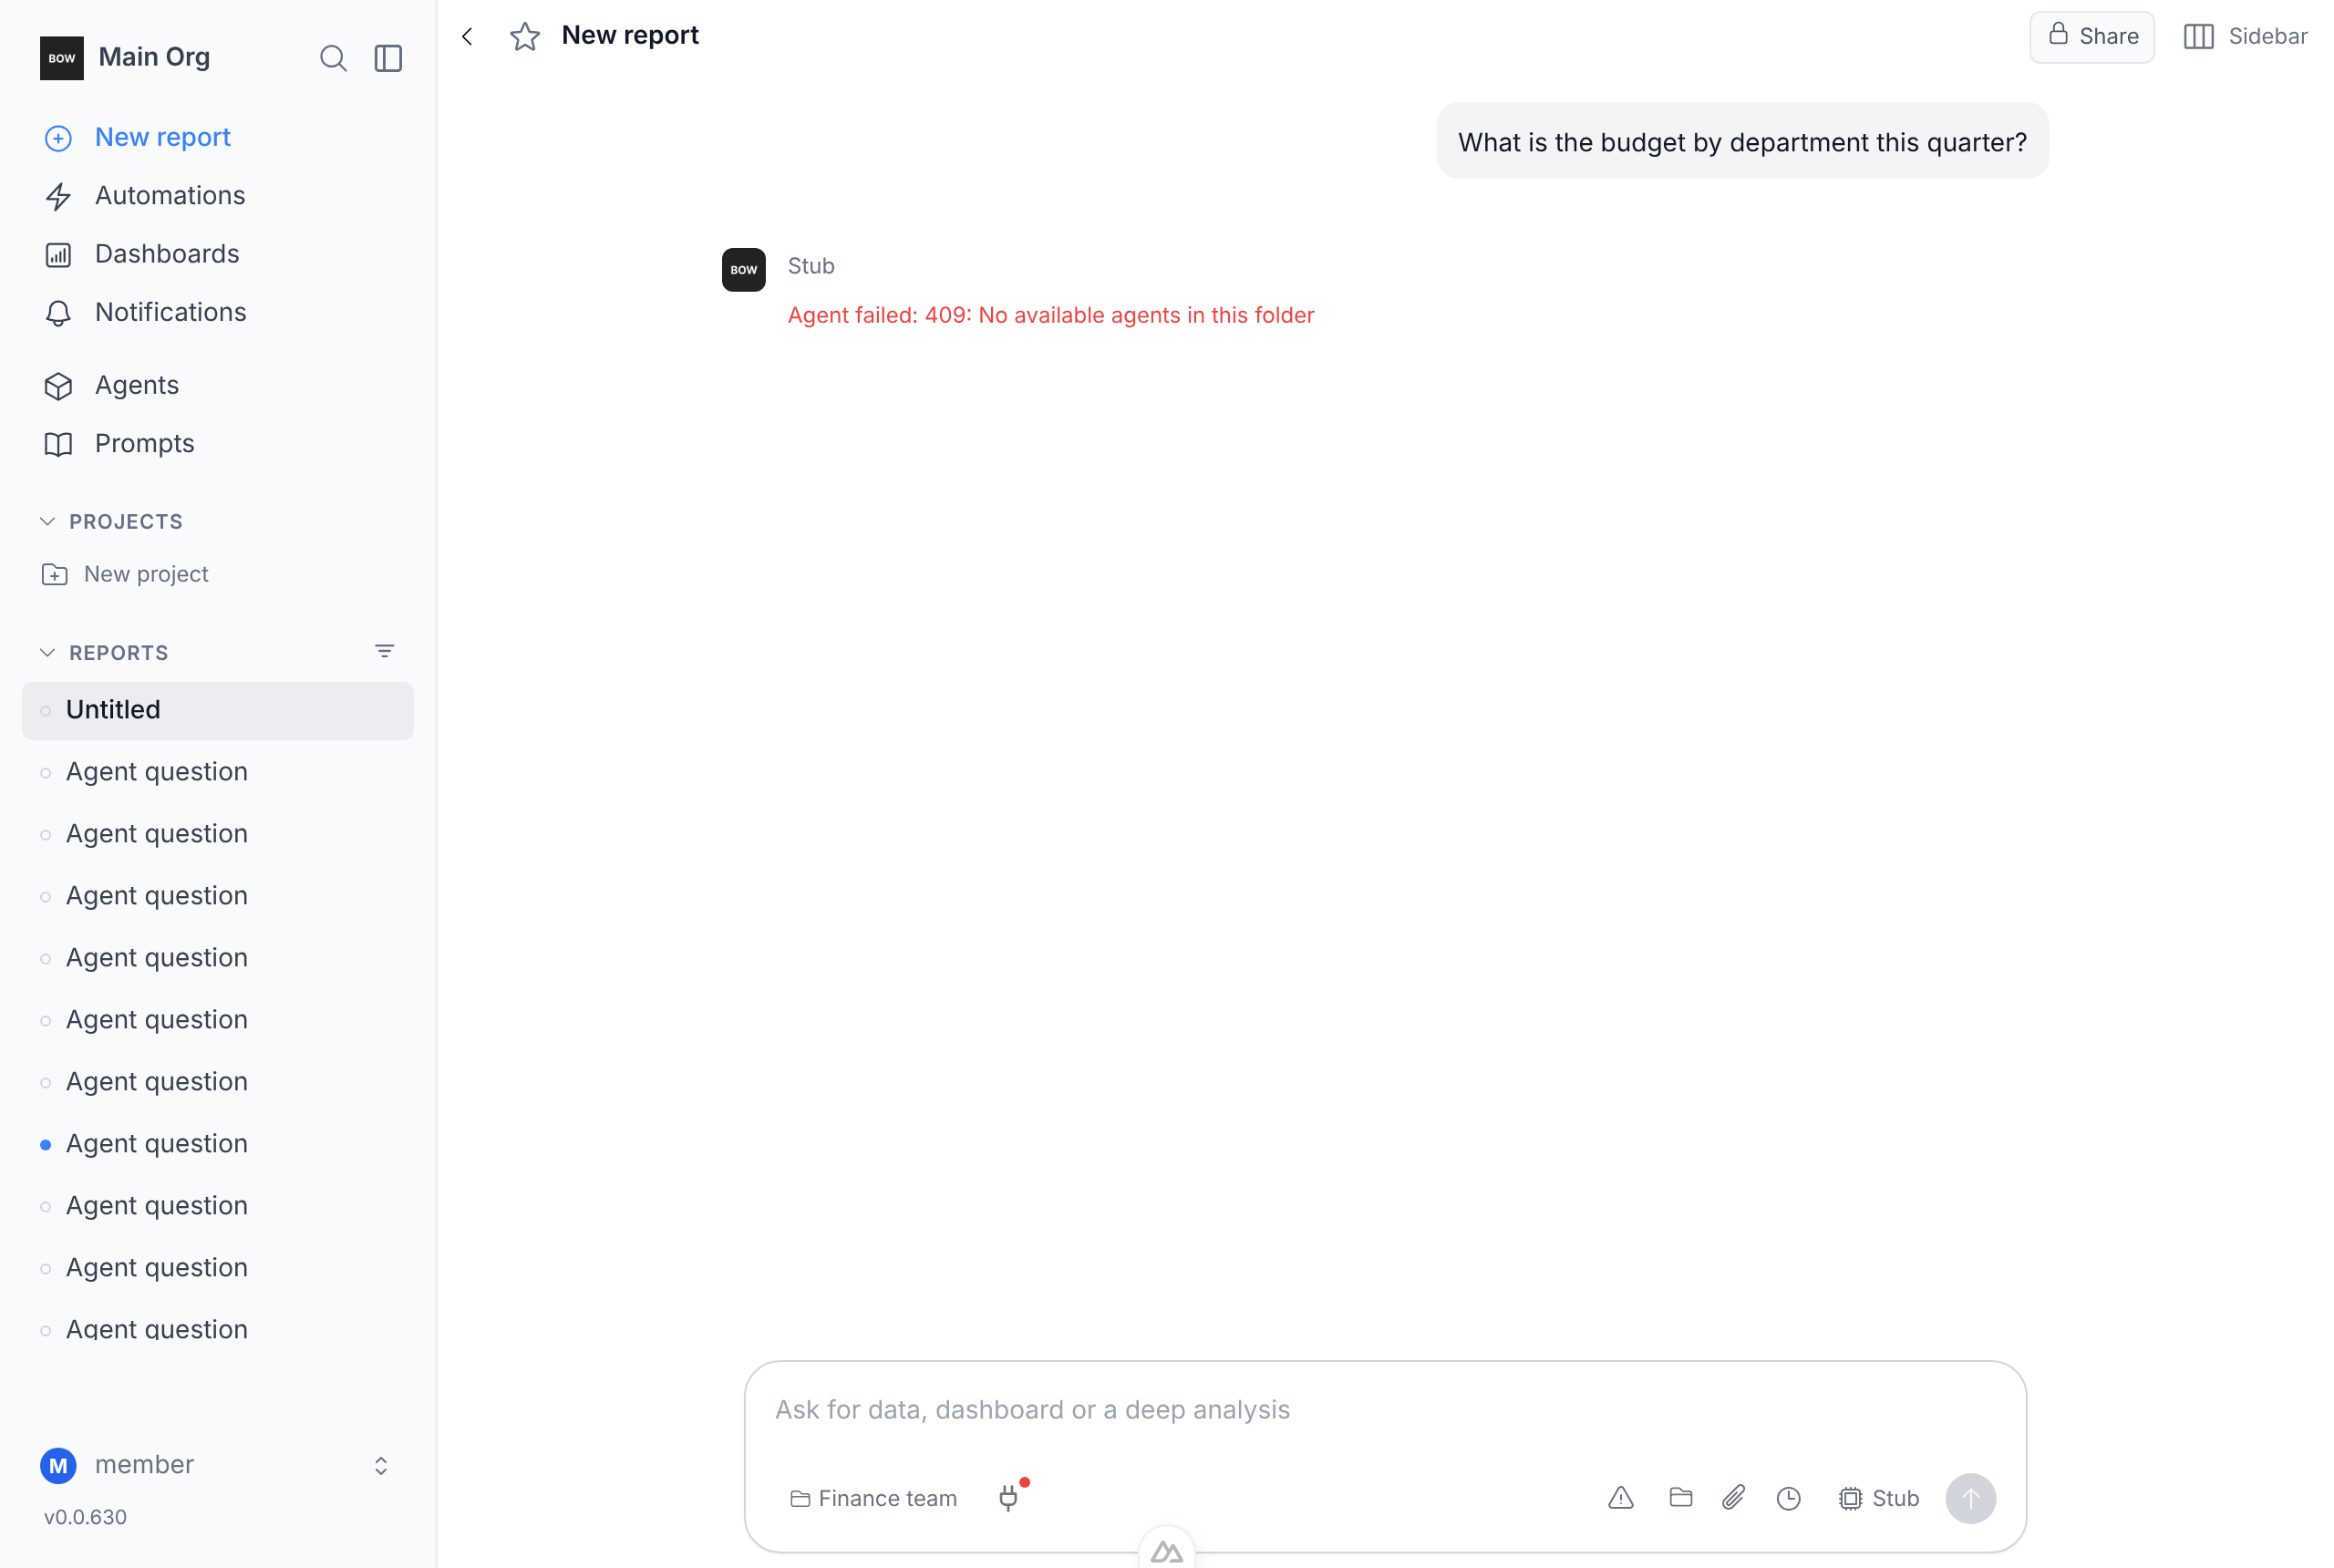 BOW Main Org
New report
Automations
Dashboards
Notifications
Agents
Prompts
PROJECTS
New project
REPORTS
Untitled
Agent question
Agent question
Agent question
Agent question
Agent question
Agent question
Agent question
Agent question
Agent question
Agent question
M member
v0.0.630
New report
Share
Sidebar
What is the budget by department this quarter?
BOW Stub
Agent failed: 409: No available agents in this folder
Ask for data, dashboard or a deep analysis
Finance team
Stub